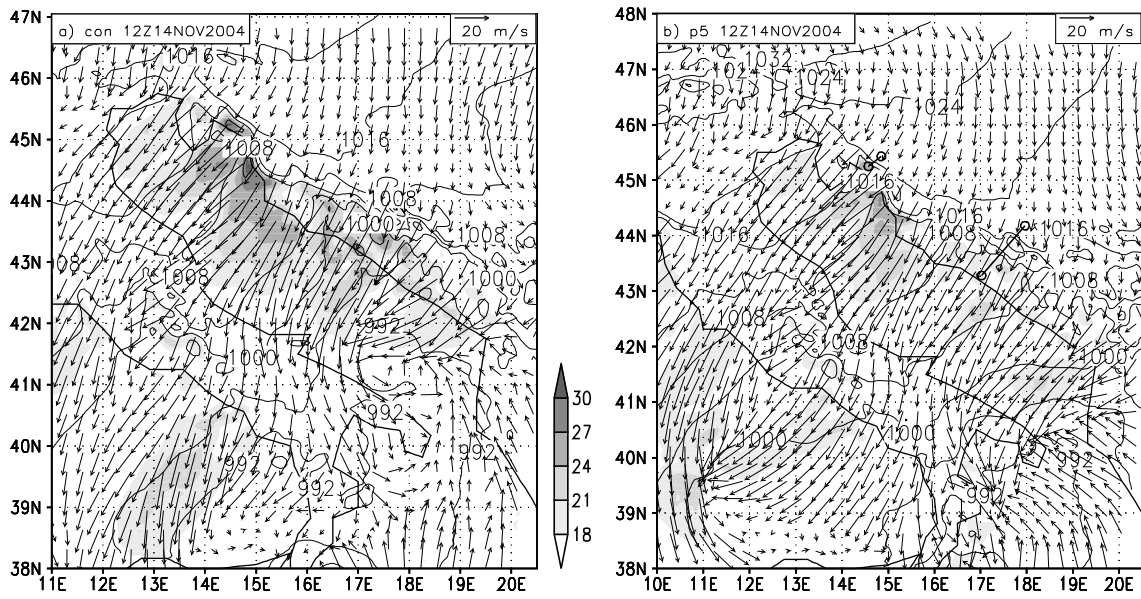 a) con 12Z14NOV2004
20 m/s
47N
46N
45N
44N
43N
42N
41N
40N
39N
38N
11E 12E 13E 14E 15E 16E 17E 18E 19E 20E
1016
1008
1016
1008
1000
1008
1000
08
1008
992
1000
992
992
992
992
30
27
24
21
18
b) p5 12Z14NOV2004
20 m/s
48N
47N
46N
45N
44N
43N
42N
41N
40N
39N
38N
10E 11E 12E 13E 14E 15E 16E 17E 18E 19E 20E
1032
1024
1024
1024
1016
1016
1016
1008
1016
1008
1008
1008
1000
1000
1000
992
992